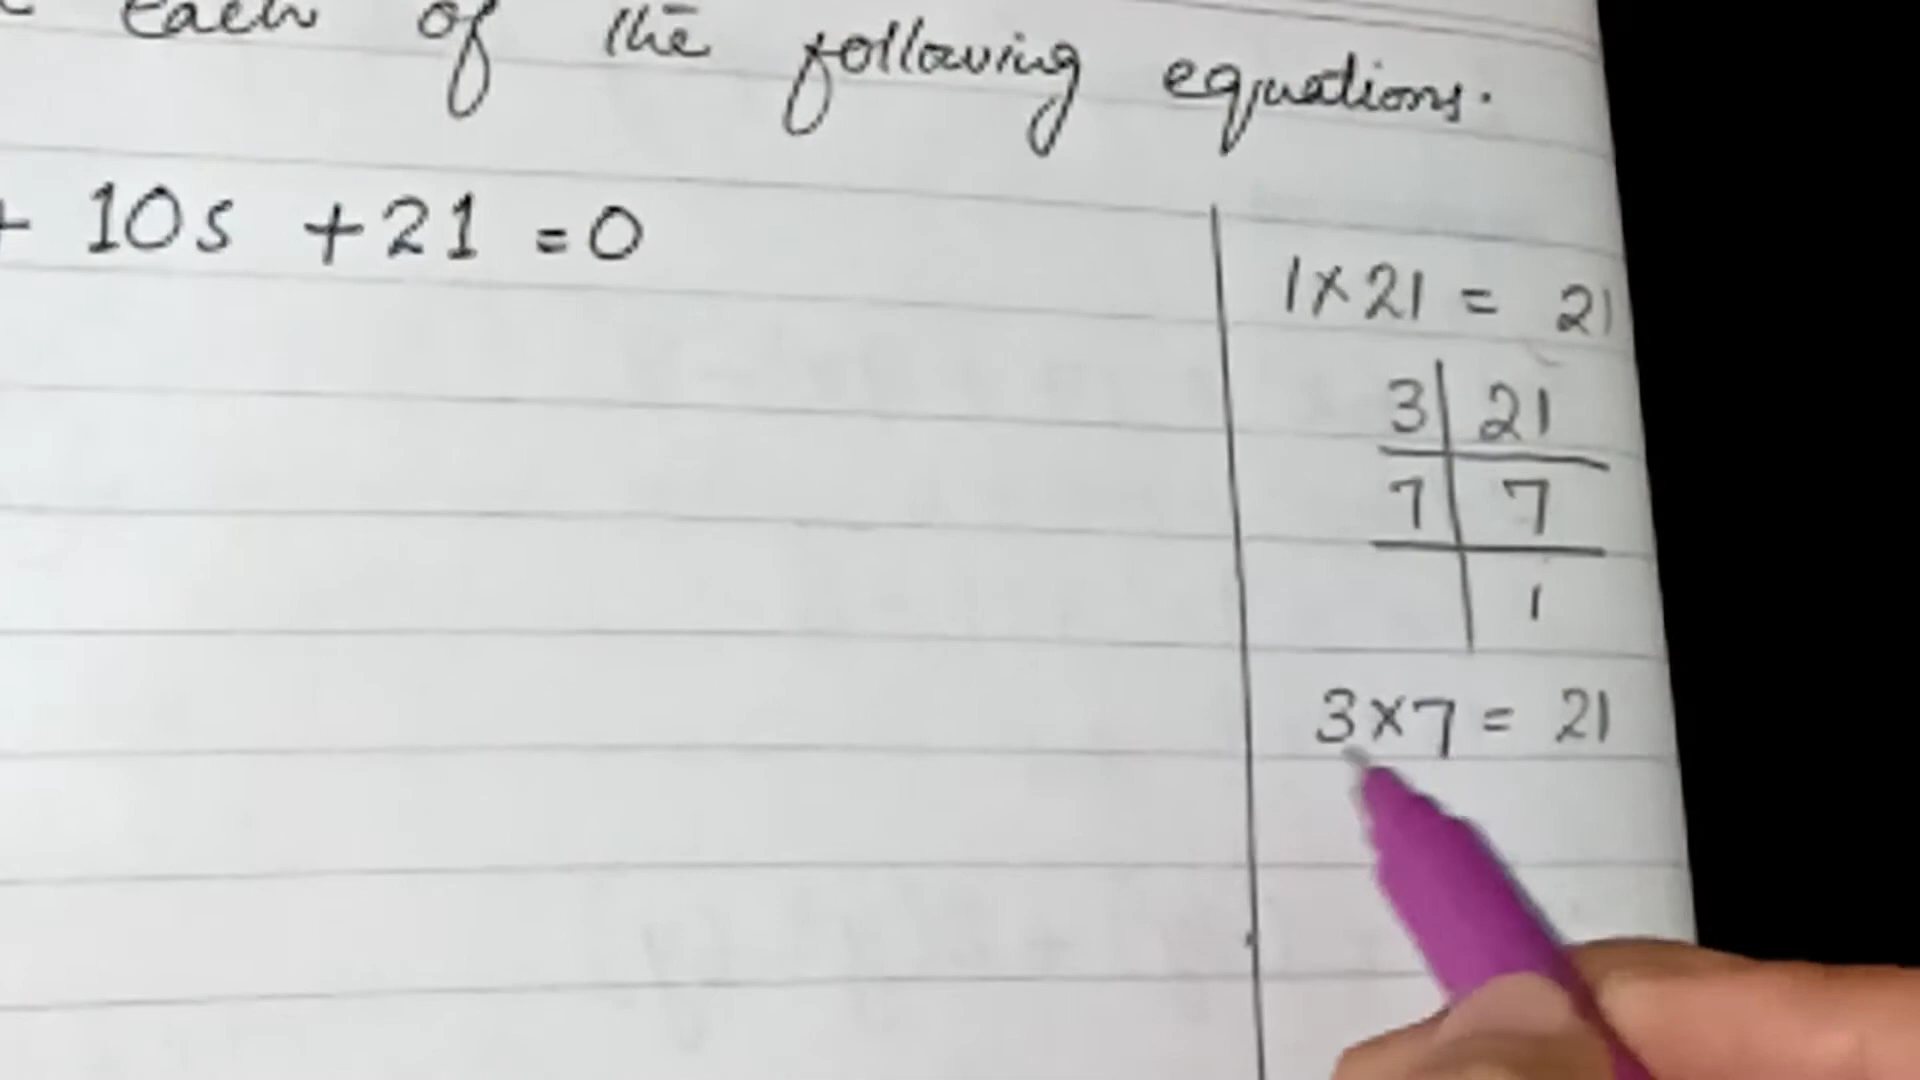 each of the following equations.
+ 10s + 21 = 0
1 x 21 = 21
3 | 21
7 | 7
1
3 x 7 = 21